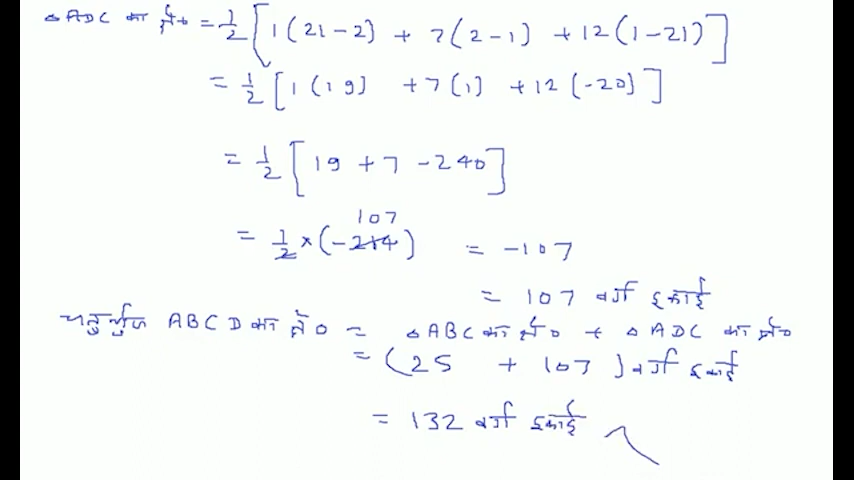 △ADC का क्षे० = 1/2 [1(21-2) + 7(2-1) + 12(1-21)]
= 1/2 [1(19) + 7(1) + 12(-20)]
= 1/2 [19 + 7 - 240]
107
= 1/2 × (-214) = -107
= 107 वर्ग इकाई
चतुर्भुज ABCD का क्षे० = △ABC का क्षे० + △ADC का क्षे०
= (25 + 107) वर्ग इकाई
= 132 वर्ग इकाई